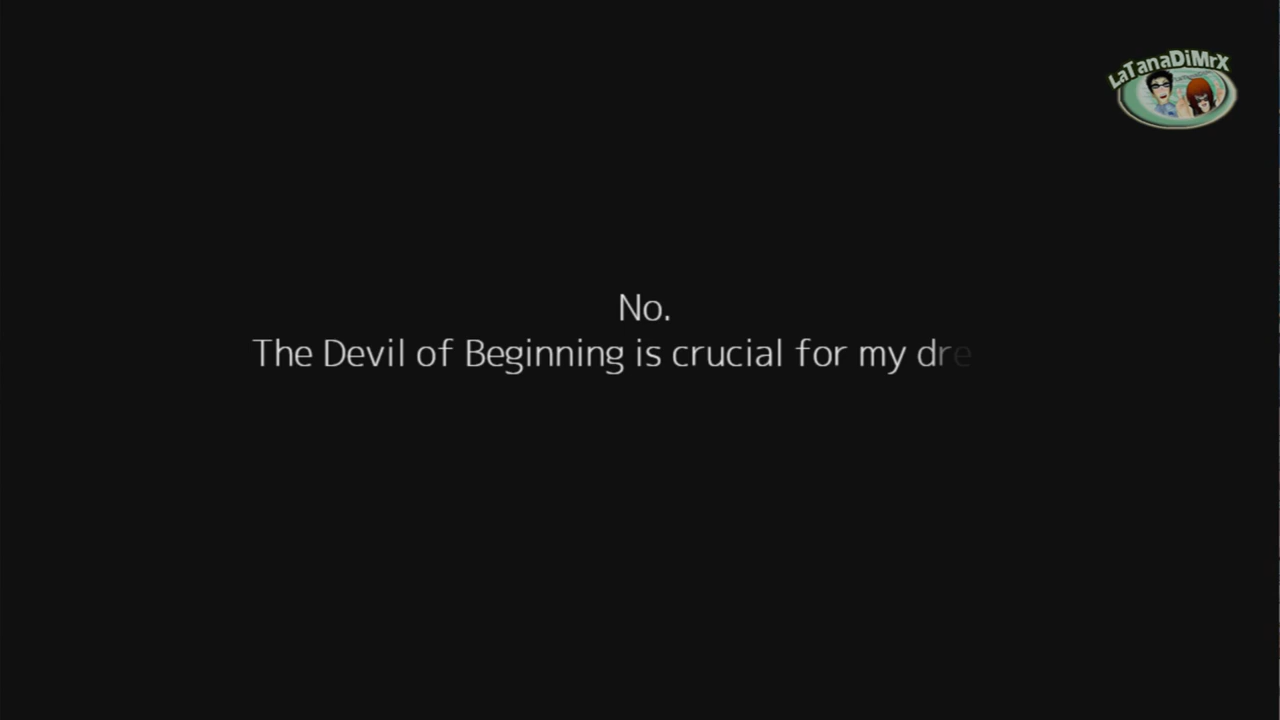 LaTanaDiMrX
No.
The Devil of Beginning is crucial for my dre